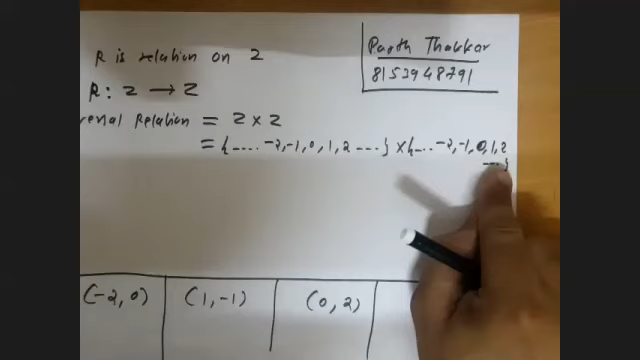 R is relation on Z
Parth Thakkar
8153948791
R: Z → Z
Relation = Z × Z
= {.... -2, -1, 0, 1, 2 ....} × {... -2, -1, 0, 1, 2
....}
(-2, 0) (1, -1) (0, 2)